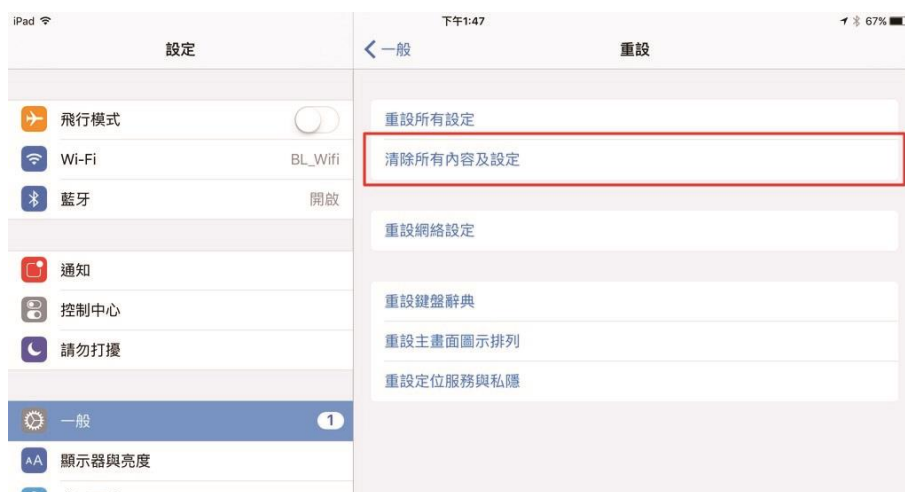 iPad 下午1:47 67%
設定
一般 重設
飛行模式
Wi-Fi BL_Wifi
藍牙 開啟
通知
控制中心
請勿打擾
一般 1
AA 顯示器與亮度
重設所有設定
清除所有內容及設定
重設網絡設定
重設鍵盤辭典
重設主畫面圖示排列
重設定位服務與私隱